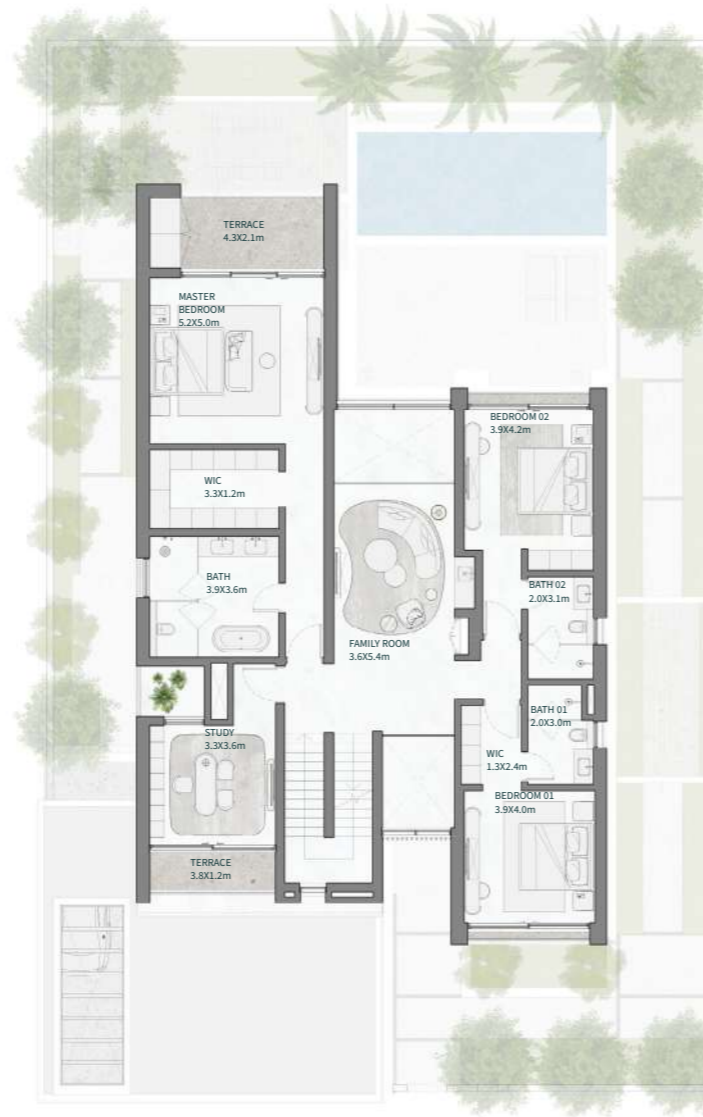 TERRACE
4.3X2.1m
MASTER
BEDROOM
5.2X5.0m
BEDROOM 02
3.9X4.2m
WIC
3.3X1.2m
BATH
3.9X3.6m
BATH 02
2.0X3.1m
FAMILY ROOM
3.6X5.4m
BATH 01
2.0X3.0m
STUDY
3.3X3.6m
WIC
1.3X2.4m
BEDROOM 01
3.9X4.0m
TERRACE
3.8X1.2m